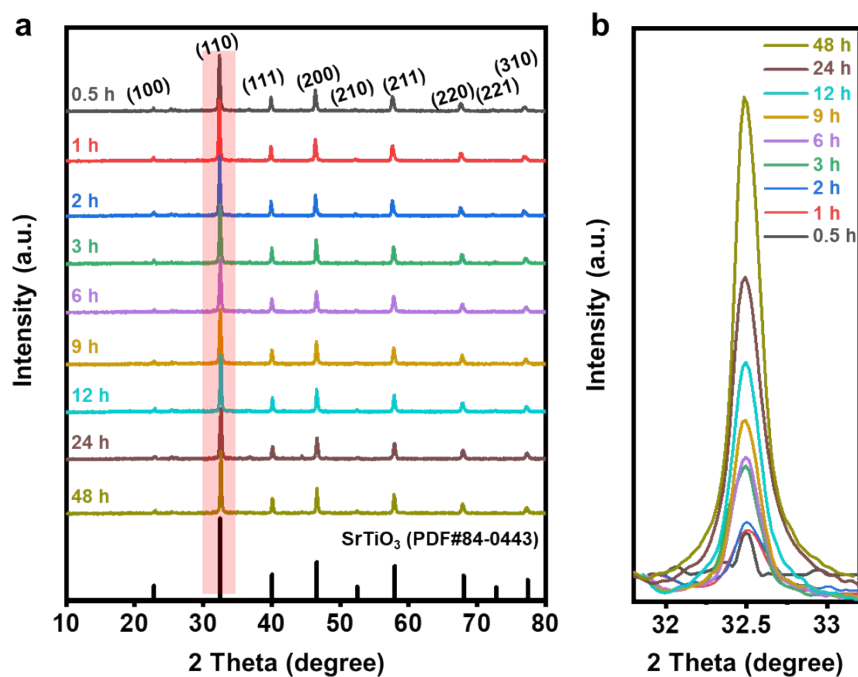 a
(110)
(310)
(100)
(111)
(200)
(210)
(211)
(220)
(221)
0.5 h
1 h
2 h
3 h
6 h
9 h
12 h
24 h
48 h
SrTiO₃ (PDF#84-0443)
10 20 30 40 50 60 70 80
2 Theta (degree)
Intensity (a.u.)
b
48 h
24 h
12 h
9 h
6 h
3 h
2 h
1 h
0.5 h
32 32.5 33
2 Theta (degree)
Intensity (a.u.)